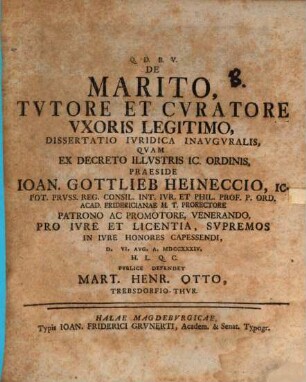 Q. D. B. V.
DE
8.
MARITO,
TVTORE ET CVRATORE
VXORIS LEGITIMO,
DISSERTATIO IVRIDICA INAVGVRALIS,
QVAM
EX DECRETO ILLVSTRIS IC. ORDINIS,
PRAESIDE
IOAN. GOTTLIEB HEINECCIO, IC.
POT. PRVSS. REG. CONSIL. INT. IVR. ET PHIL. PROF. P. ORD.
ACAD. FRIDERICIANAE H. T. PRORECTORE
PATRONO AC PROMOTORE, VENERANDO,
PRO IVRE ET LICENTIA, SVPREMOS
IN IVRE HONORES CAPESSENDI,
D. VI. AVG. A. MDCCXXXIV.
H. L. Q. C.
PVBLICE DEFENDET
MART. HENR. OTTO,
TREBSDORFIO-THVR.
HALAE MAGDEBVRGICAE,
Typis IOAN. FRIDERICI GRVNERTI, Academ. & Senat. Typogr.